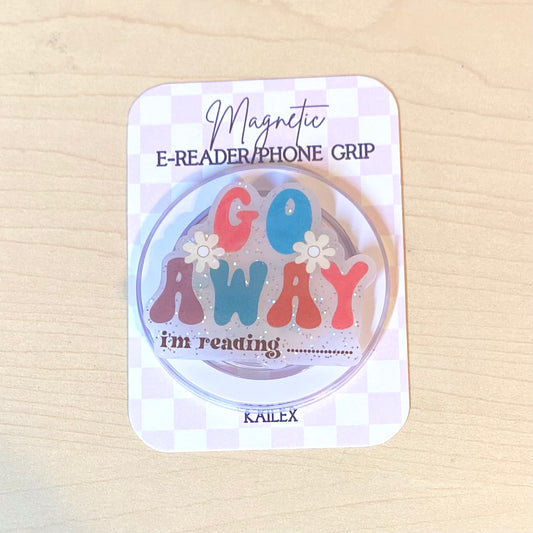 Magnetic
E-READER/PHONE GRIP
GO
AWAY
i'm reading ...............
KAILEX